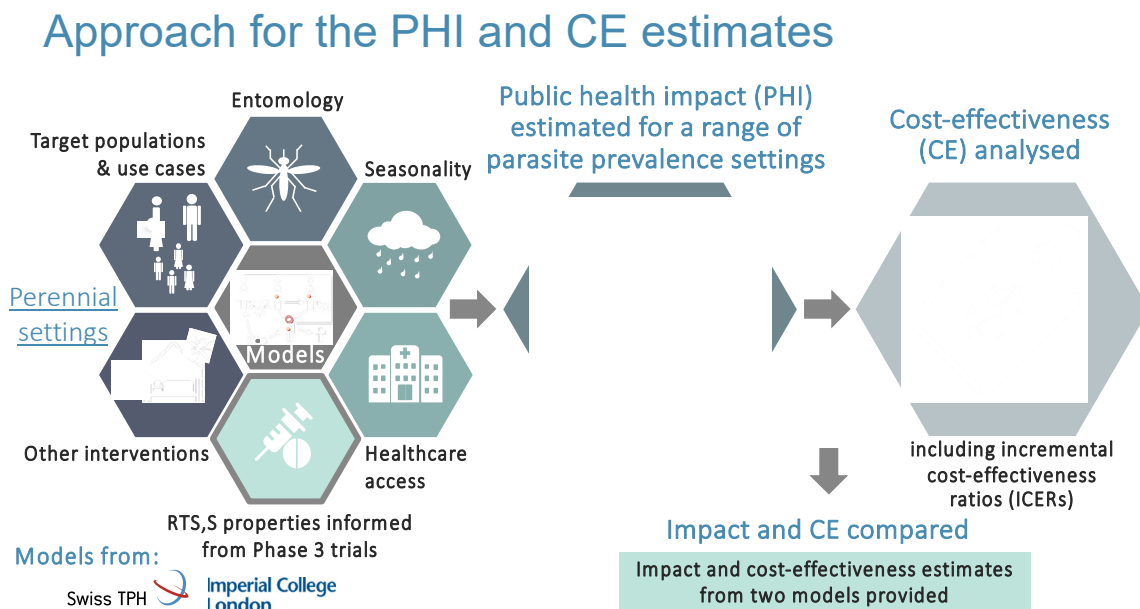 Approach for the PHI and CE estimates
Entomology
Target populations
& use cases
Seasonality
Perennial
settings
Models
Other interventions
Healthcare
access
RTS,S properties informed
from Phase 3 trials
Models from:
Swiss TPH
Imperial College
London
Public health impact (PHI)
estimated for a range of
parasite prevalence settings
Cost-effectiveness
(CE) analysed
including incremental
cost-effectiveness
ratios (ICERs)
Impact and CE compared
Impact and cost-effectiveness estimates
from two models provided